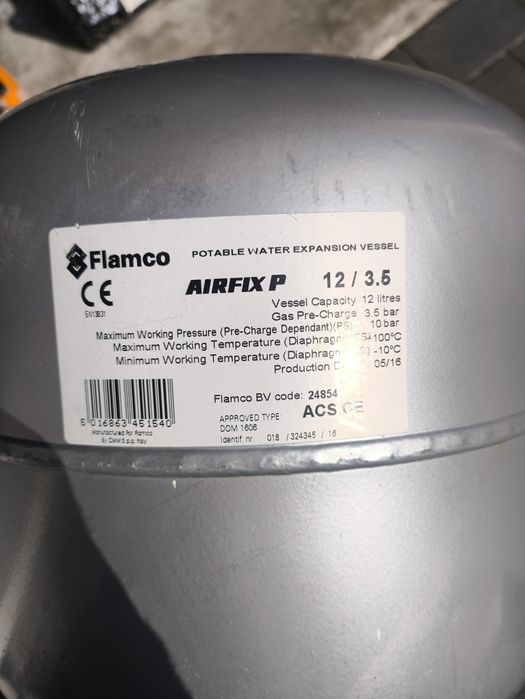 Flamco
POTABLE WATER EXPANSION VESSEL
CE
EN13831
AIRFIX P 12 / 3.5
Vessel Capacity 12 litres
Gas Pre-Charge 3,5 bar
Maximum Working Pressure (Pre-Charge Dependant)(PS) 10 bar
Maximum Working Temperature (Diaphragm +100°C
Minimum Working Temperature (Diaphragm -10°C
Production 05/16
Flamco BV code: 24854
APPROVED TYPE: ACS CE
DOM 1606
Identif. nr 018 / 324345 / 16
5 016863 451540
Manufactured For Flamco
By CIMM S.p.a. Italy